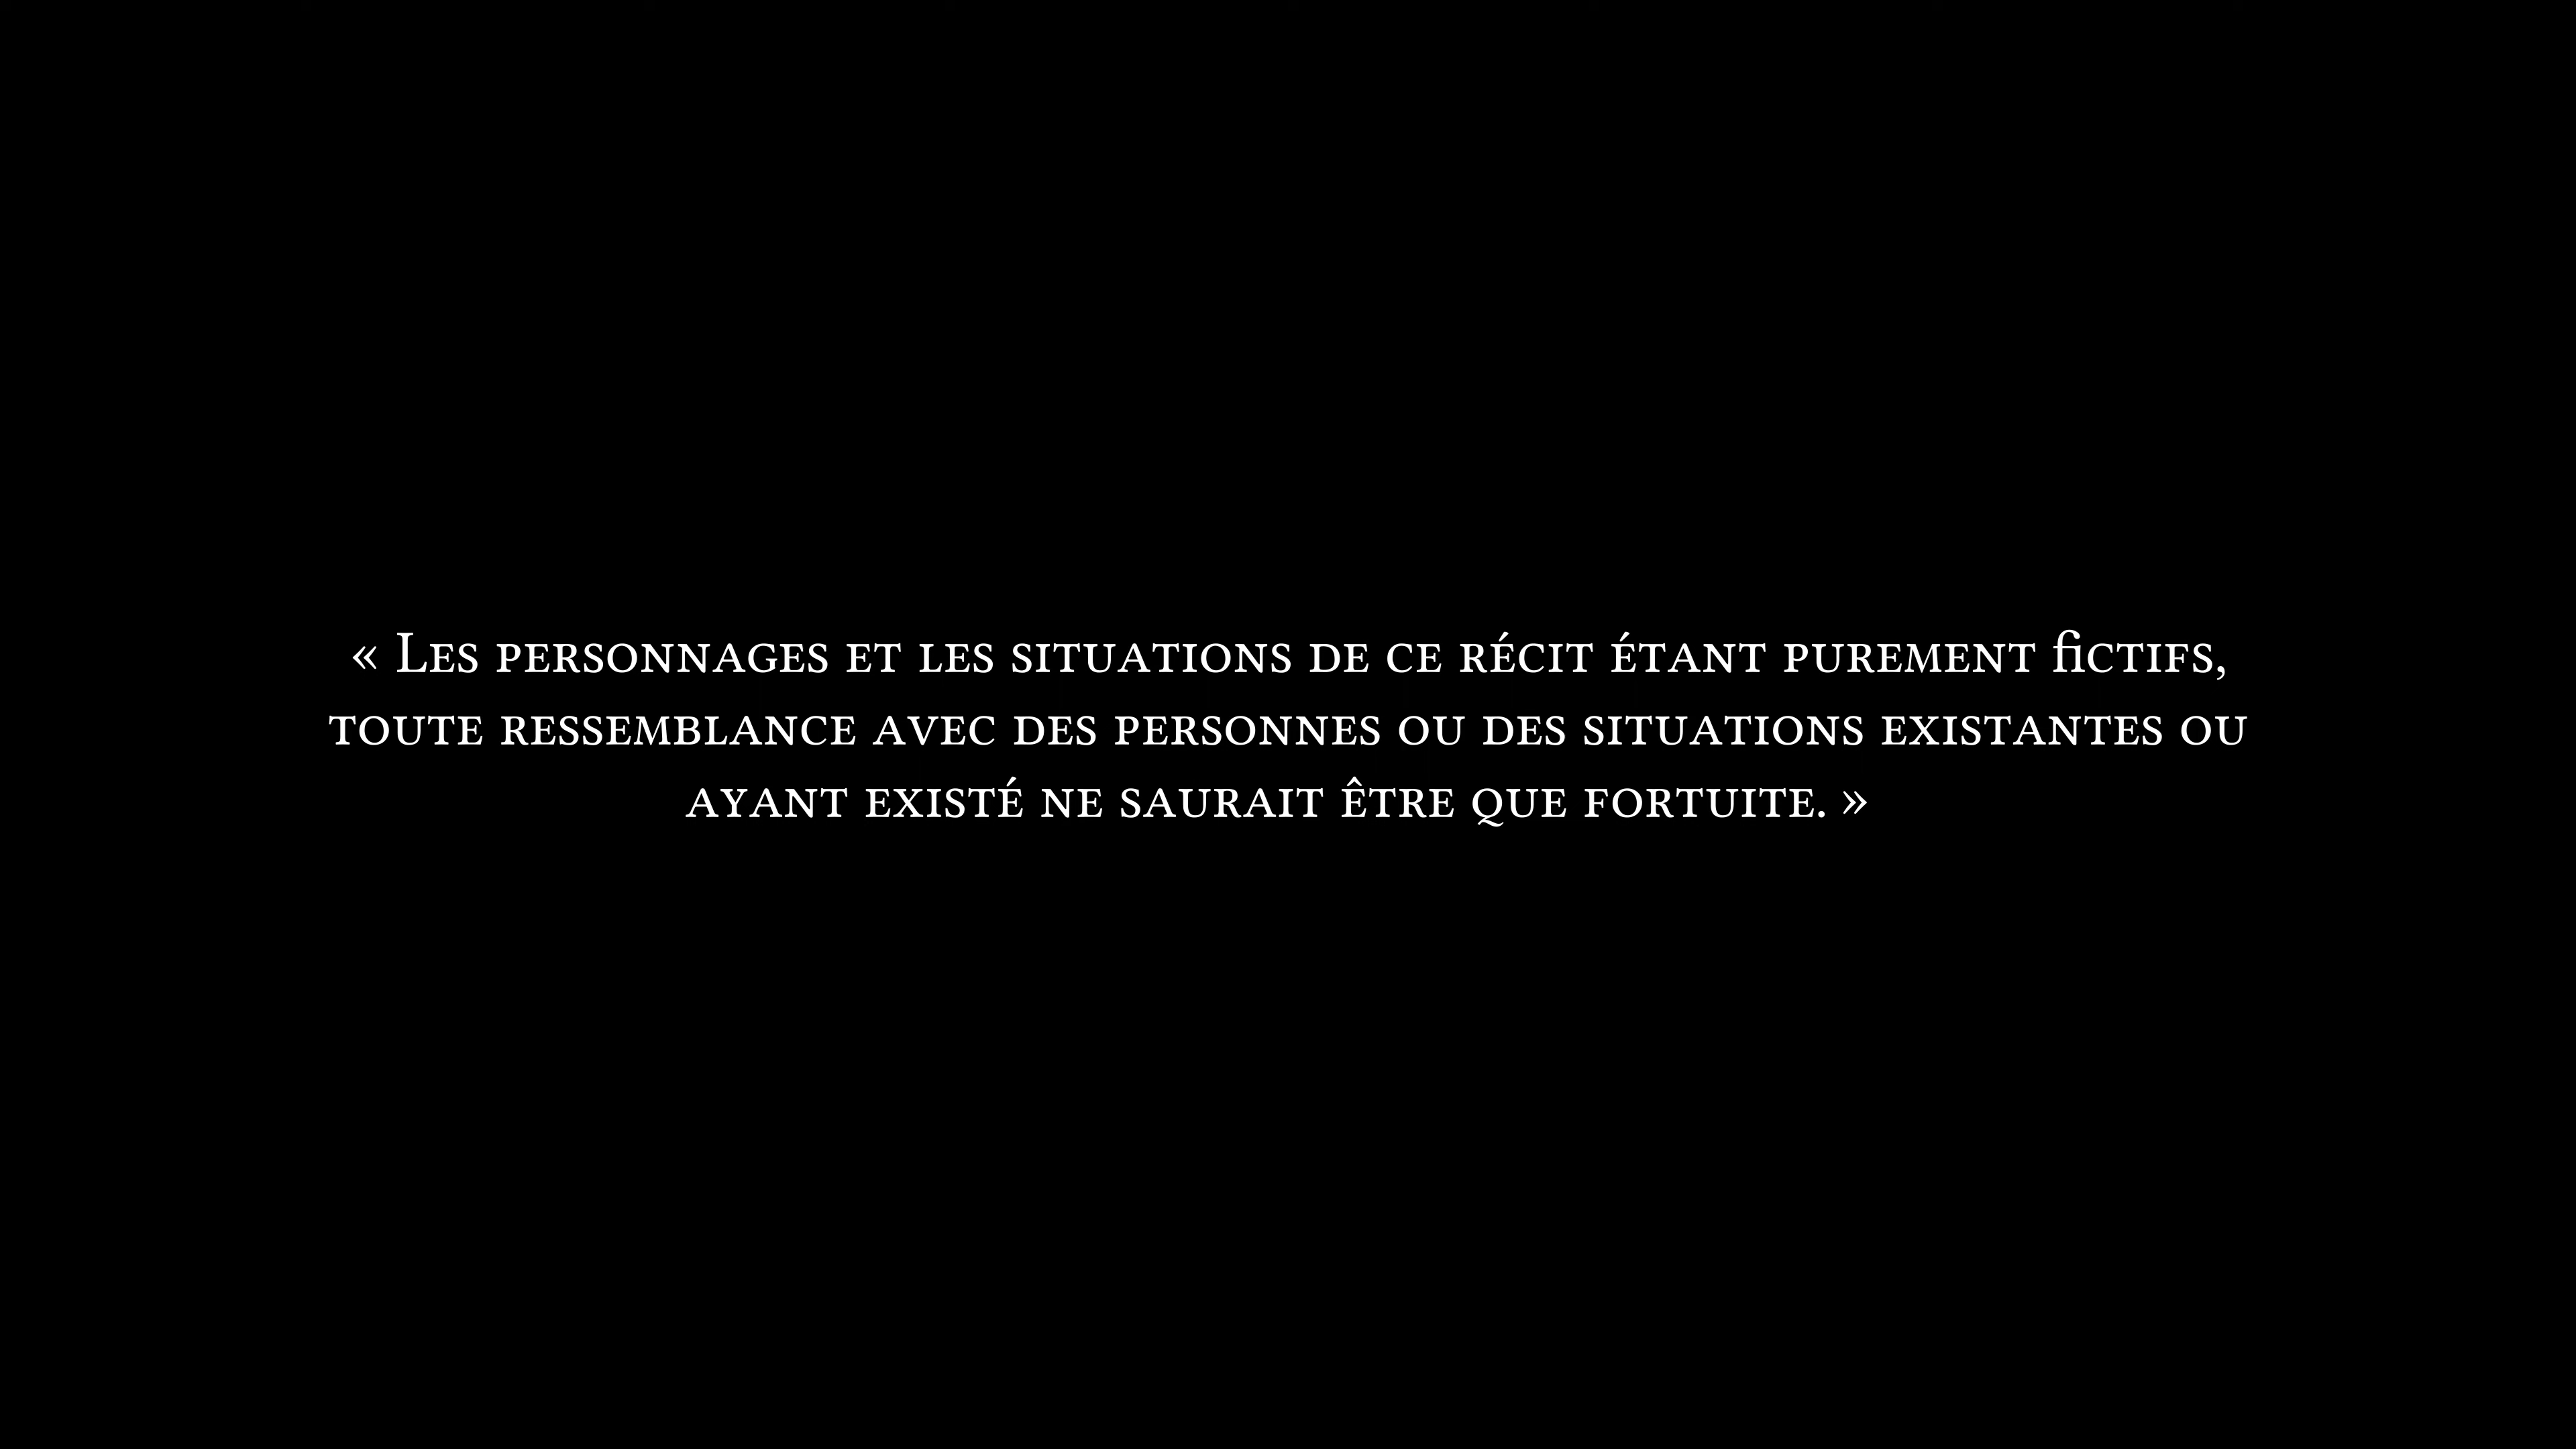 « Les personnages et les situations de ce récit étant purement fictifs,
toute ressemblance avec des personnes ou des situations existantes ou
ayant existé ne saurait être que fortuite. »